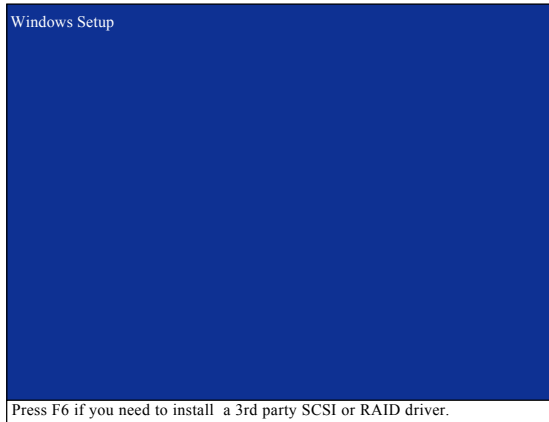 Windows Setup
Press F6 if you need to install a 3rd party SCSI or RAID driver.